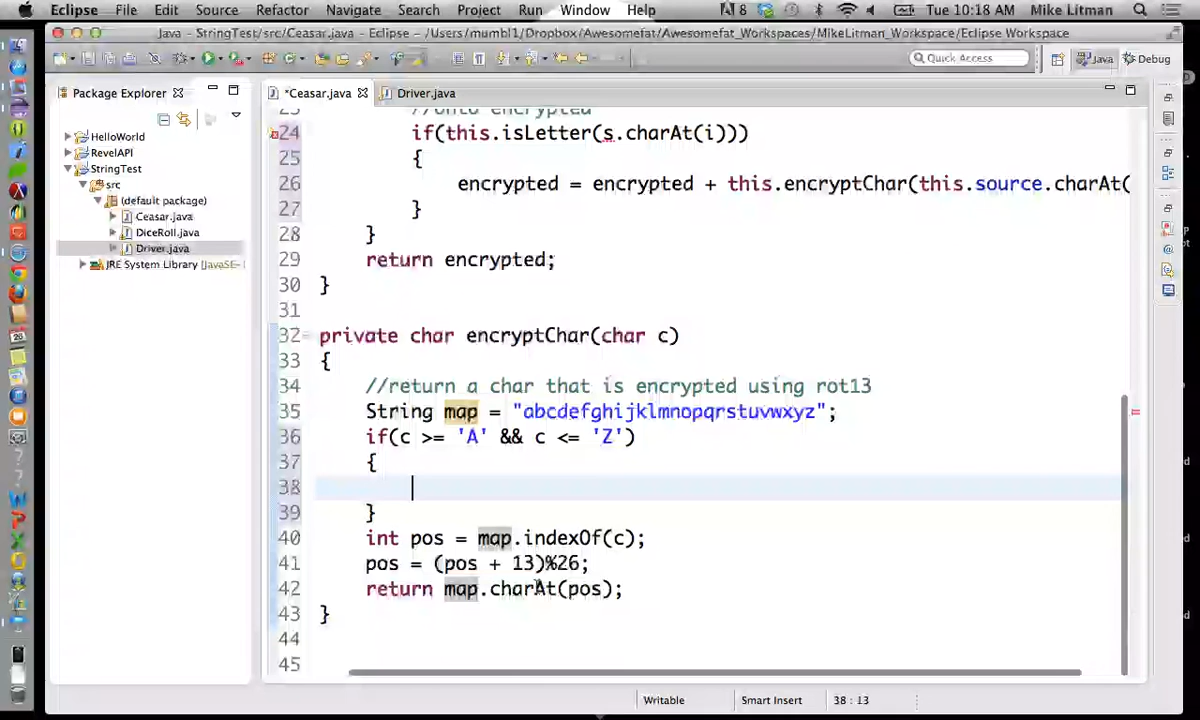 Eclipse File Edit Source Refactor Navigate Search Project Run Window Help 8 Tue 10:18 AM Mike Litman
Java - StringTest/src/Ceasar.java - Eclipse - /Users/mumbl1/Dropbox/Awesomefat/Awesomefat_Workspaces/MikeLitman_Workspace/Eclipse Workspace
Quick Access Java Debug
Package Explorer
*Ceasar.java Driver.java
HelloWorld
RevelAPI
StringTest
src
(default package)
Ceasar.java
DiceRoll.java
Driver.java
JRE System Library [JavaSE-
23 //onto encrypted
24 if(this.isLetter(s.charAt(i)))
25 {
26 encrypted = encrypted + this.encryptChar(this.source.charAt(
27 }
28 }
29 return encrypted;
30 }
31
32 private char encryptChar(char c)
33 {
34 //return a char that is encrypted using rot13
35 String map = "abcdefghijklmnopqrstuvwxyz";
36 if(c >= 'A' && c <= 'Z')
37 {
38
39 }
40 int pos = map.indexOf(c);
41 pos = (pos + 13)%26;
42 return map.charAt(pos);
43 }
44
45
Writable Smart Insert 38 : 13